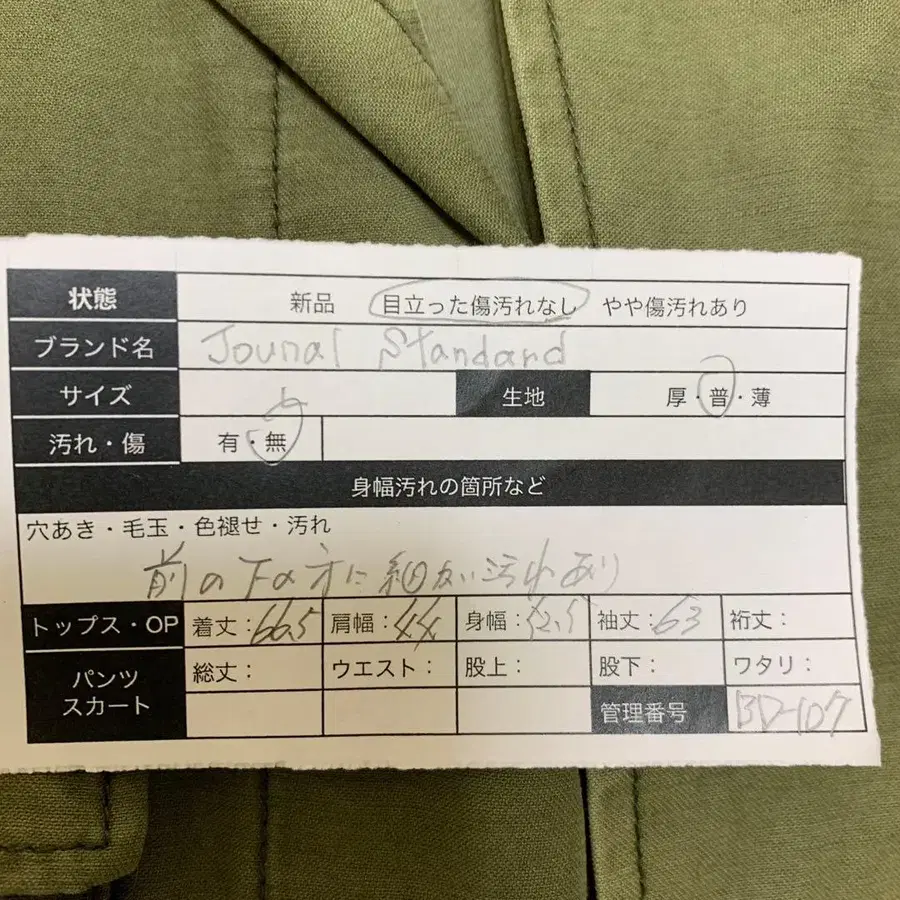 状態 新品 目立った傷汚れなし やや傷汚れあり
ブランド名 Jounal Standard
サイズ 生地 厚・普・薄
汚れ・傷 有・無
身幅汚れの箇所など
穴あき・毛玉・色褪せ・汚れ
前の下の方に細かい汚れあり
トップス・OP 着丈：66.5 肩幅：44 身幅：52.5 袖丈：63 裄丈：
パンツ スカート 総丈： ウエスト： 股上： 股下： ワタリ：
管理番号 BD-107